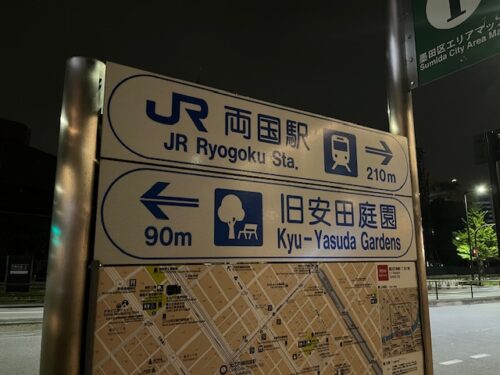 墨田区エリアマップ
Sumida City Area Map
JR 両国駅
JR Ryogoku Sta.
210m
90m
旧安田庭園
Kyu-Yasuda Gardens